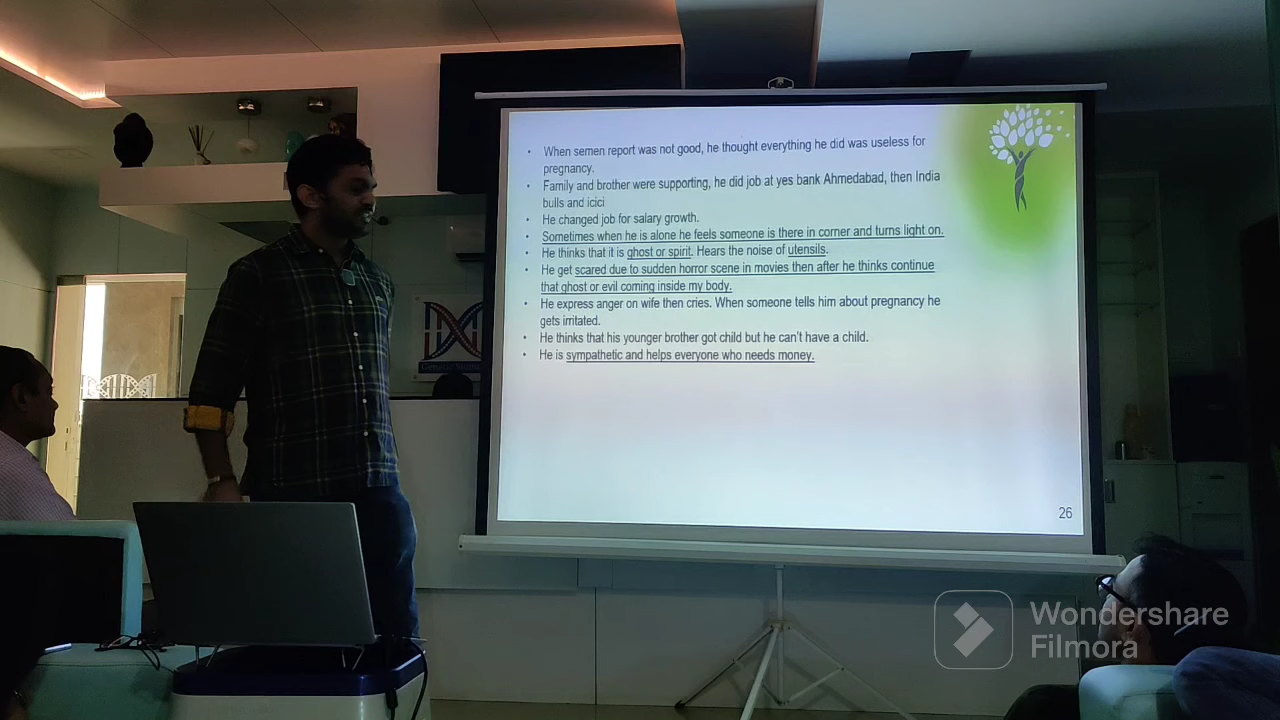 When semen report was not good, he thought everything he did was useless for
pregnancy.
Family and brother were supporting, he did job at yes bank Ahmedabad, then India
bulls and icici
He changed job for salary growth.
Sometimes when he is alone he feels someone is there in corner and turns light on.
He thinks that it is ghost or spirit. Hears the noise of utensils.
He get scared due to sudden horror scene in movies then after he thinks continue
that ghost or evil coming inside my body.
He express anger on wife then cries. When someone tells him about pregnancy he
gets irritated.
He thinks that his younger brother got child but he can't have a child.
He is sympathetic and helps everyone who needs money.
26
Wondershare
Filmora